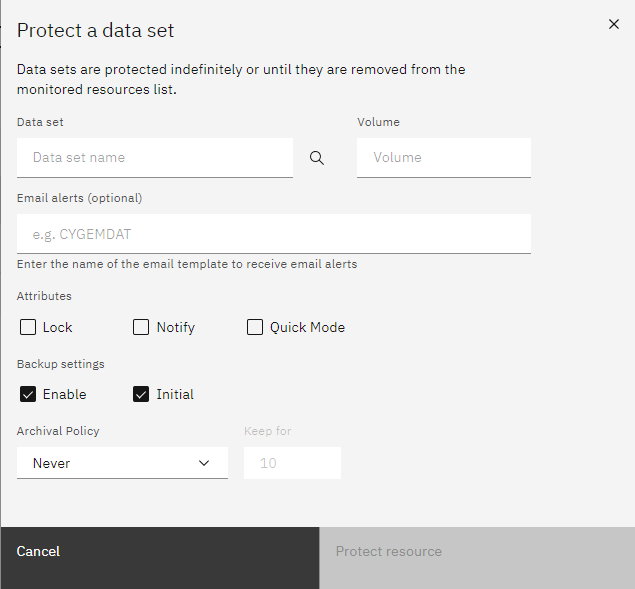 Protect a data set
Data sets are protected indefinitely or until they are removed from the
monitored resources list.
Data set Volume
Data set name Volume
Email alerts (optional)
e.g. CYGEMDAT
Enter the name of the email template to receive email alerts
Attributes
Lock Notify Quick Mode
Backup settings
Enable Initial
Archival Policy Keep for
Never 10
Cancel Protect resource